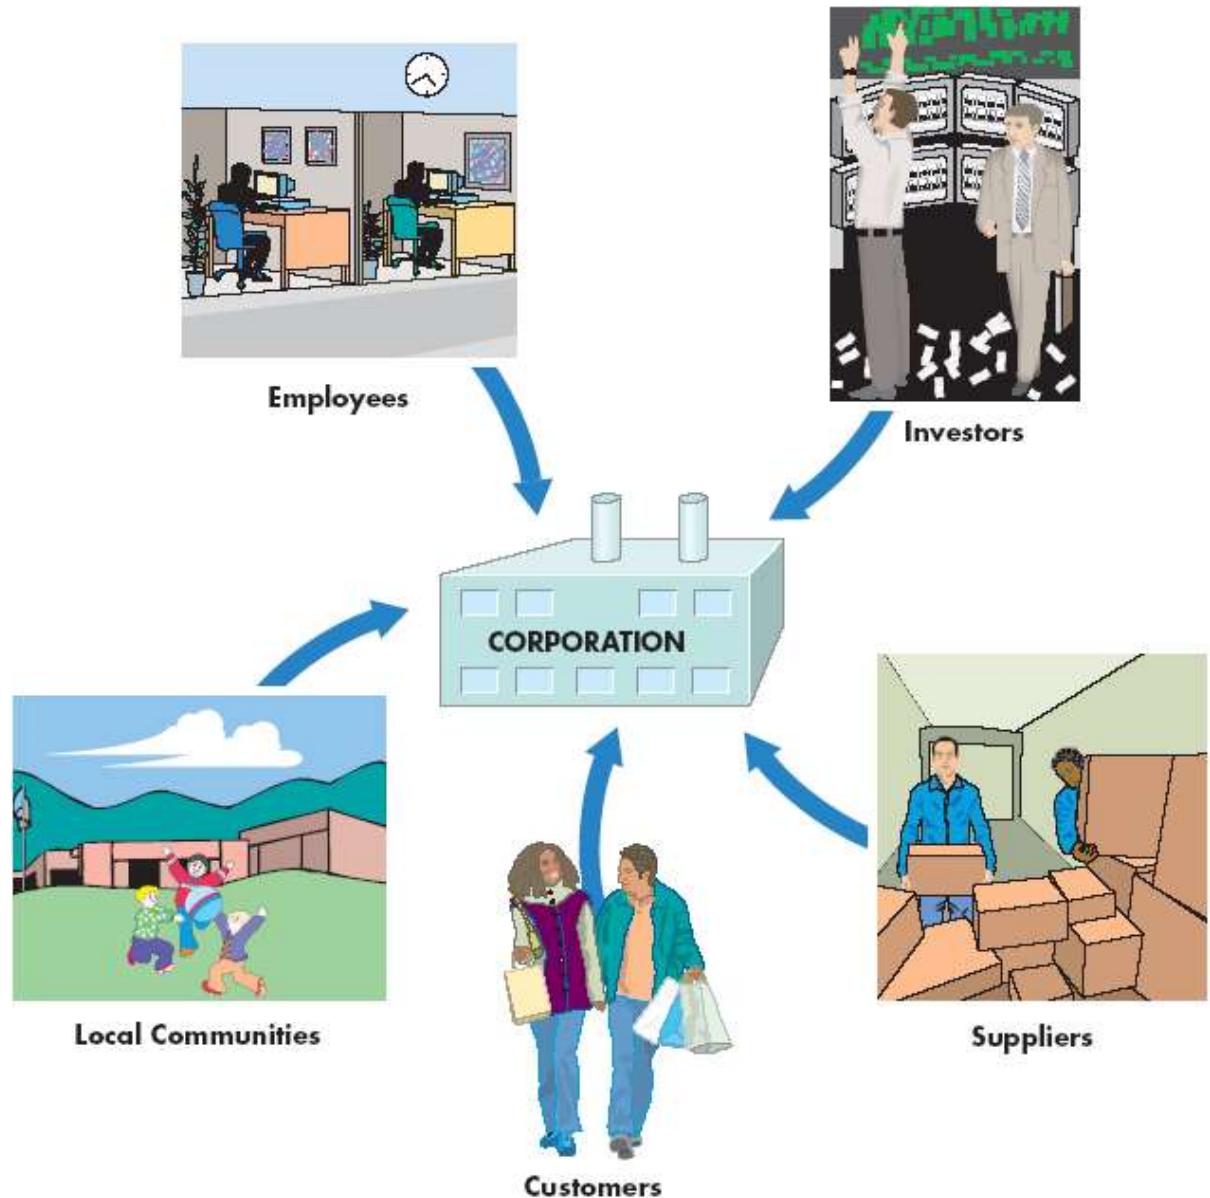 Employees
Investors
CORPORATION
Local Communities
Suppliers
Customers